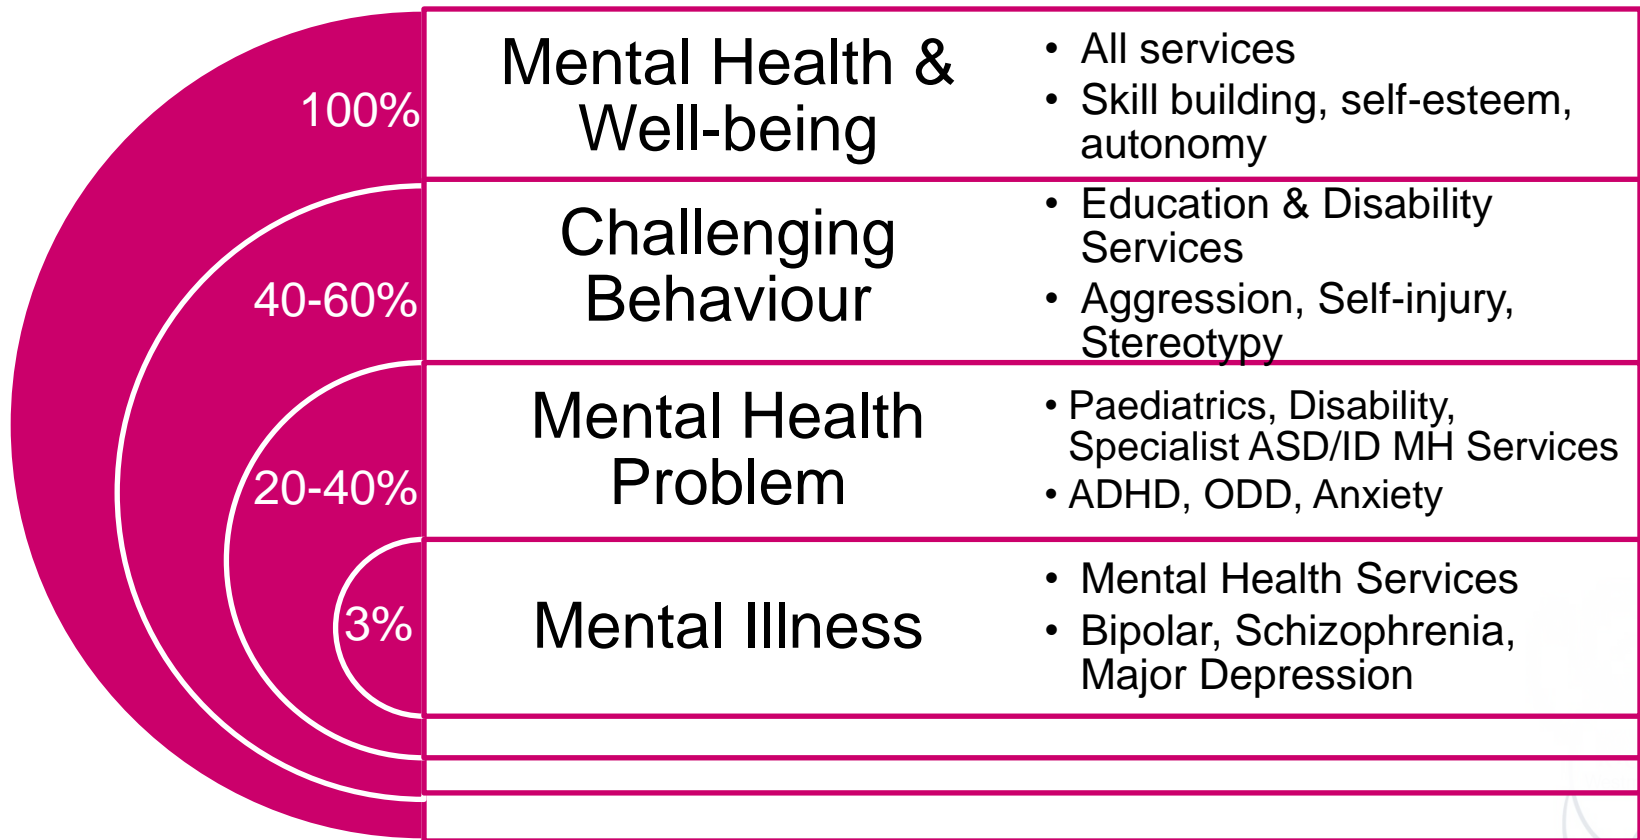 100%
Mental Health &
Well-being
• All services
• Skill building, self-esteem,
autonomy
40-60%
Challenging
Behaviour
• Education & Disability
Services
• Aggression, Self-injury,
Stereotypy
20-40%
Mental Health
Problem
• Paediatrics, Disability,
Specialist ASD/ID MH Services
• ADHD, ODD, Anxiety
3%
Mental Illness
• Mental Health Services
• Bipolar, Schizophrenia,
Major Depression